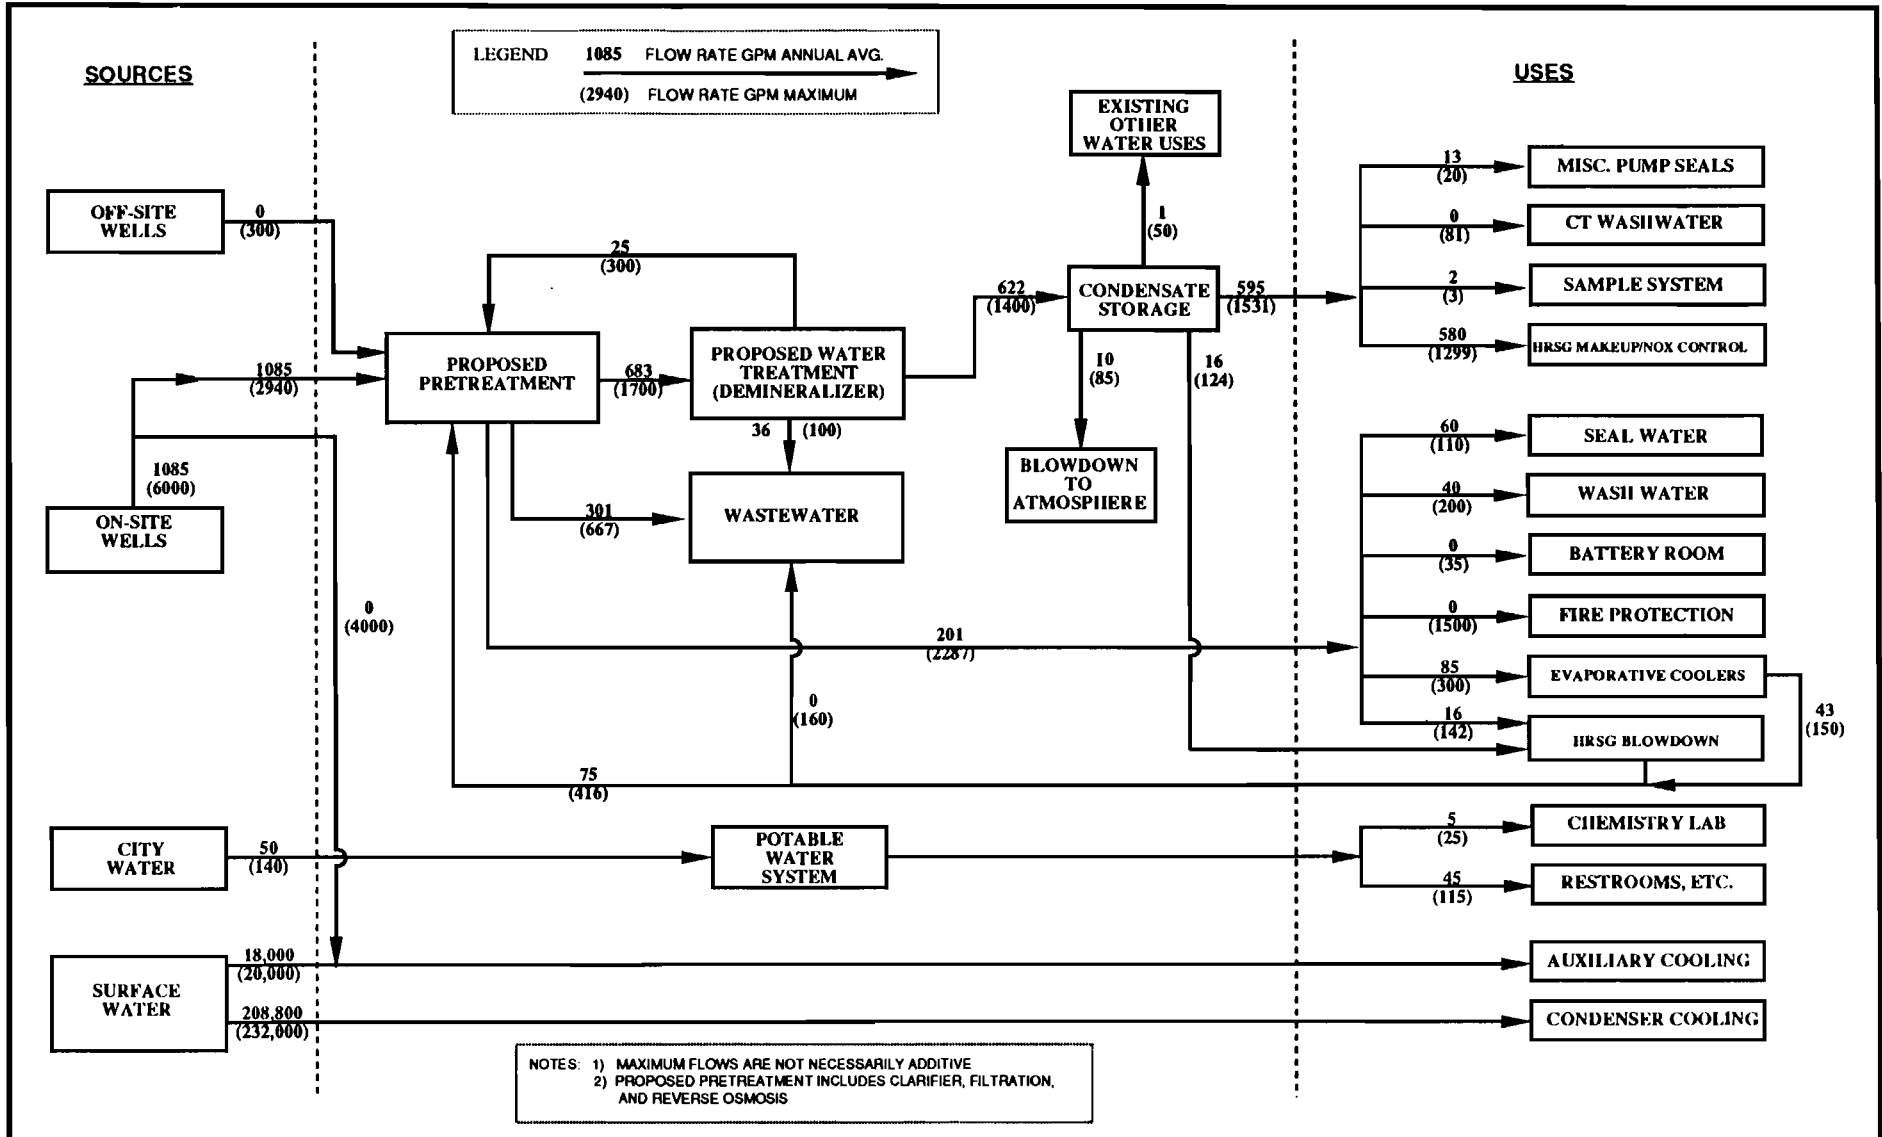 SOURCES
LEGEND 1085 FLOW RATE GPM ANNUAL AVG.
(2940) FLOW RATE GPM MAXIMUM
USES
EXISTING
OTHER
WATER USES
1
(50)
OFF-SITE
WELLS
0
(300)
25
(300)
1085
(2940)
PROPOSED
PRETREATMENT
683
(1700)
PROPOSED WATER
TREATMENT
(DEMINERALIZER)
622
(1400)
CONDENSATE
STORAGE
595
(1531)
10
(85)
16
(124)
BLOWDOWN
TO
ATMOSPHERE
36 (100)
WASTEWATER
301
(667)
1085
(6000)
ON-SITE
WELLS
0
(4000)
201
(2287)
0
(160)
75
(416)
13
(20)
MISC. PUMP SEALS
0
(81)
CT WASHWATER
2
(3)
SAMPLE SYSTEM
580
(1299)
HRSG MAKEUP/NOX CONTROL
60
(110)
SEAL WATER
40
(200)
WASH WATER
0
(35)
BATTERY ROOM
0
(1500)
FIRE PROTECTION
85
(300)
EVAPORATIVE COOLERS
16
(142)
HRSG BLOWDOWN
43
(150)
CITY
WATER
50
(140)
POTABLE
WATER
SYSTEM
5
(25)
CHEMISTRY LAB
45
(115)
RESTROOMS, ETC.
SURFACE
WATER
18,000
(20,000)
AUXILIARY COOLING
208,800
(232,000)
CONDENSER COOLING
NOTES: 1) MAXIMUM FLOWS ARE NOT NECESSARILY ADDITIVE
2) PROPOSED PRETREATMENT INCLUDES CLARIFIER, FILTRATION,
AND REVERSE OSMOSIS